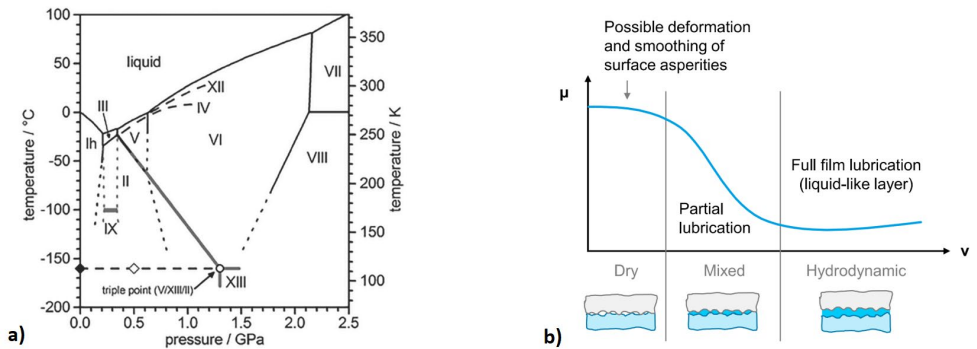 100
50
0
-50
-100
-150
-200
temperature / °C
0.0
0.5
1.0
1.5
2.0
2.5
pressure / GPa
350
300
250
200
150
100
temperature / K
liquid
III
Ih
V
II
IX
XII
IV
VI
VII
VIII
XIII
triple point (V/XIII/II)
a)
Possible deformation
and smoothing of
surface asperities
μ
Partial
lubrication
Full film lubrication
(liquid-like layer)
v
Dry
Mixed
Hydrodynamic
b)